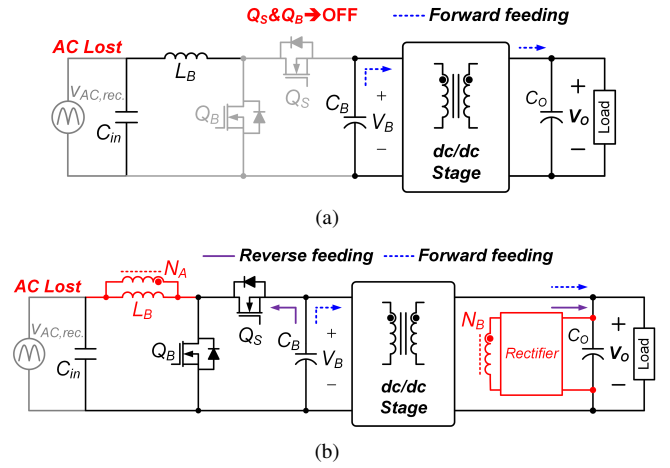 Q_S&Q_B→OFF
Forward feeding
AC Lost
L_B
Q_S
v_AC,rec.
C_in
Q_B
C_B
+
V_B
−
dc/dc
Stage
C_O
+
V_o
−
Load
(a)
Reverse feeding
Forward feeding
AC Lost
N_A
L_B
v_AC,rec.
C_in
Q_B
Q_S
C_B
+
V_B
−
dc/dc
Stage
N_B
Rectifier
C_O
+
V_o
−
Load
(b)